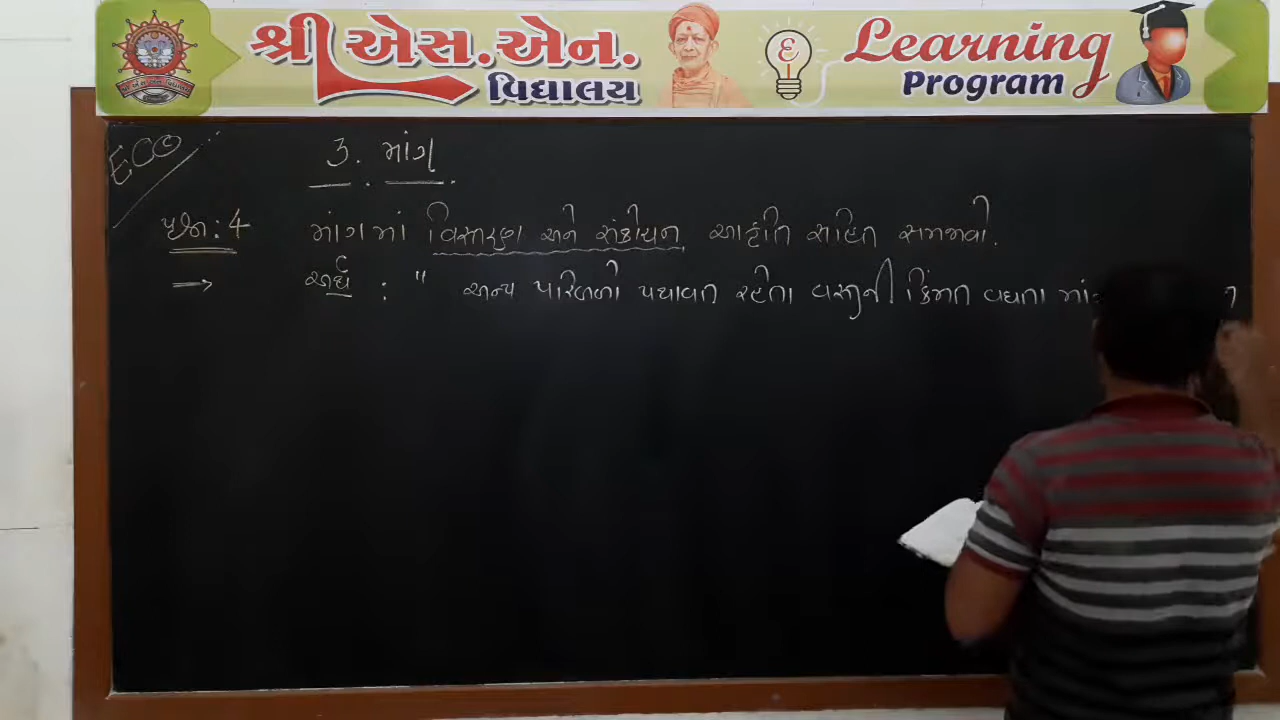 શ્રી એસ.એન.
વિદ્યાલય
Learning
Program
ECO
3. માંગ
પ્રશ્ન : 4 માંગમાં વિસ્તરણ અને સંકોચન આકૃતિ સહિત સમજાવો.
→ અર્થ : " અન્ય પરિબળો યથાવત રહેતા વસ્તુની કિંમત વધતા